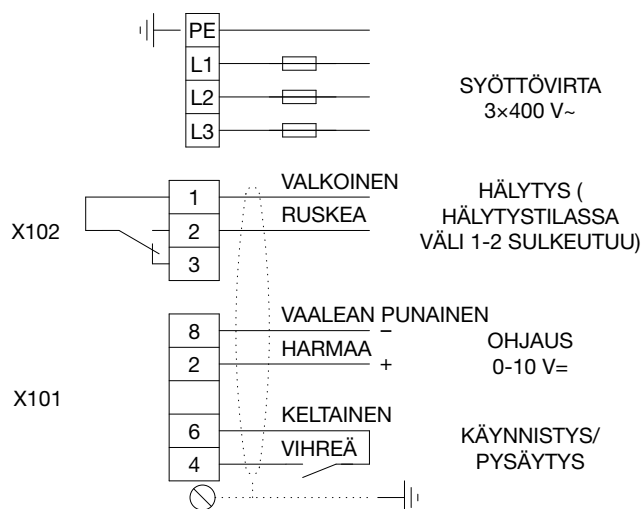 PE
L1
L2
L3
SYÖTTÖVIRTA
3×400 V~
X102
1
2
3
VALKOINEN
RUSKEA
HÄLYTYS (
HÄLYTYSTILASSA
VÄLI 1-2 SULKEUTUU)
X101
8
2
6
4
VAALEAN PUNAINEN
–
HARMAA
+
OHJAUS
0-10 V=
KELTAINEN
VIHREÄ
KÄYNNISTYS/
PYSÄYTYS